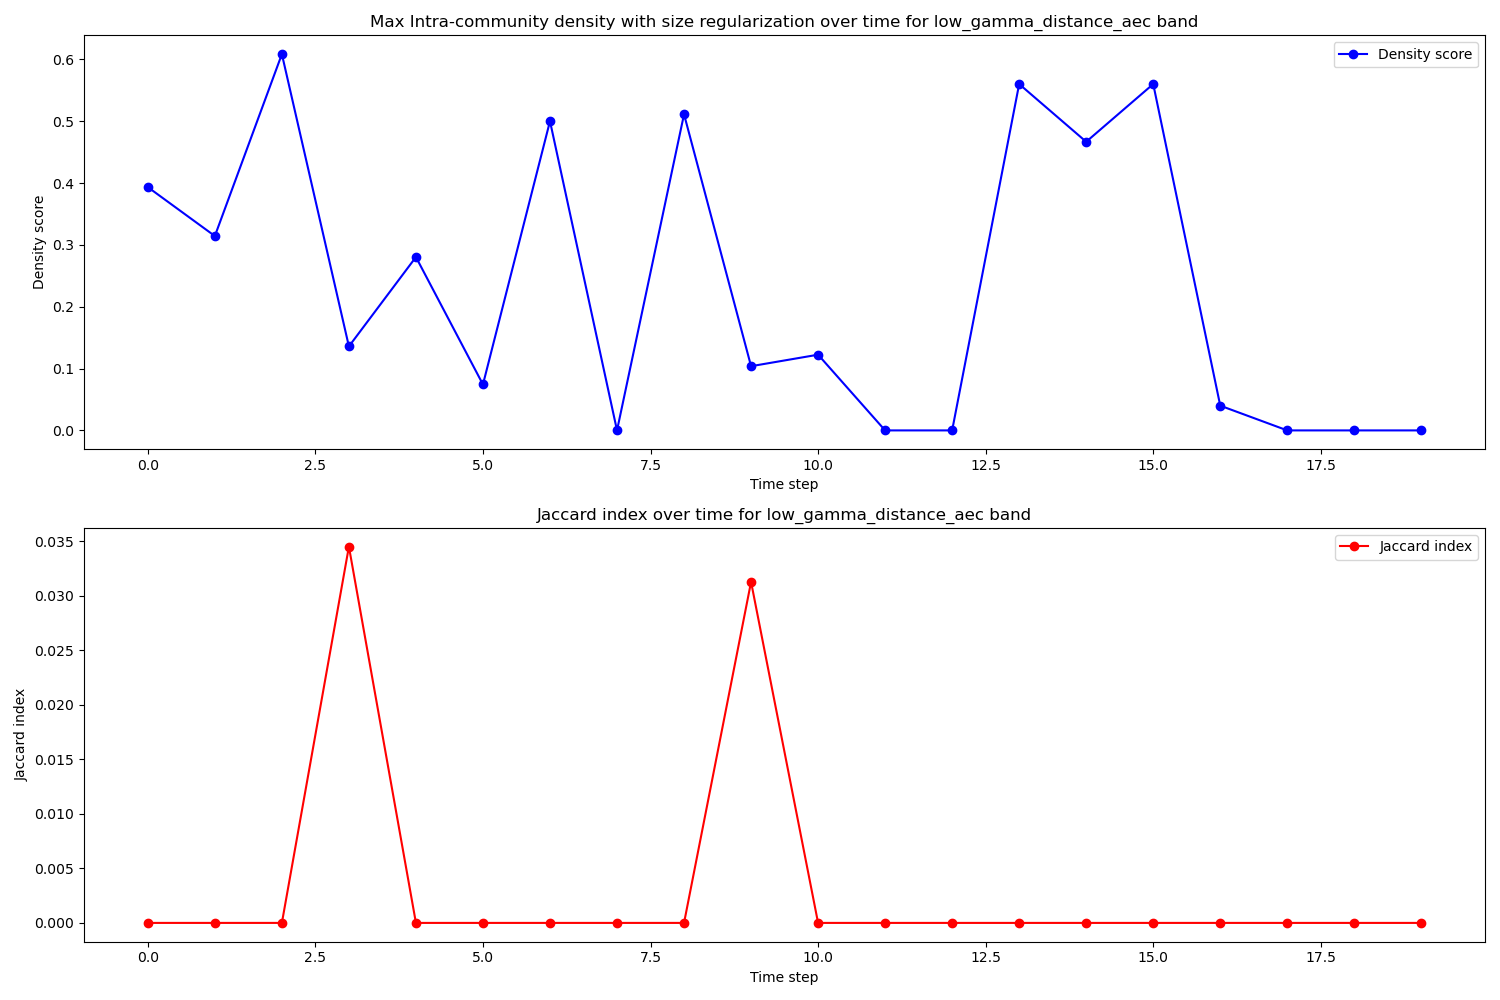 Max Intra-community density with size regularization over time for low_gamma_distance_aec band
Density score
0.6
0.5
0.4
0.3
0.2
0.1
0.0
Density score
0.0 2.5 5.0 7.5 10.0 12.5 15.0 17.5
Time step
Jaccard index over time for low_gamma_distance_aec band
Jaccard index
0.035
0.030
0.025
0.020
0.015
0.010
0.005
0.000
Jaccard index
0.0 2.5 5.0 7.5 10.0 12.5 15.0 17.5
Time step